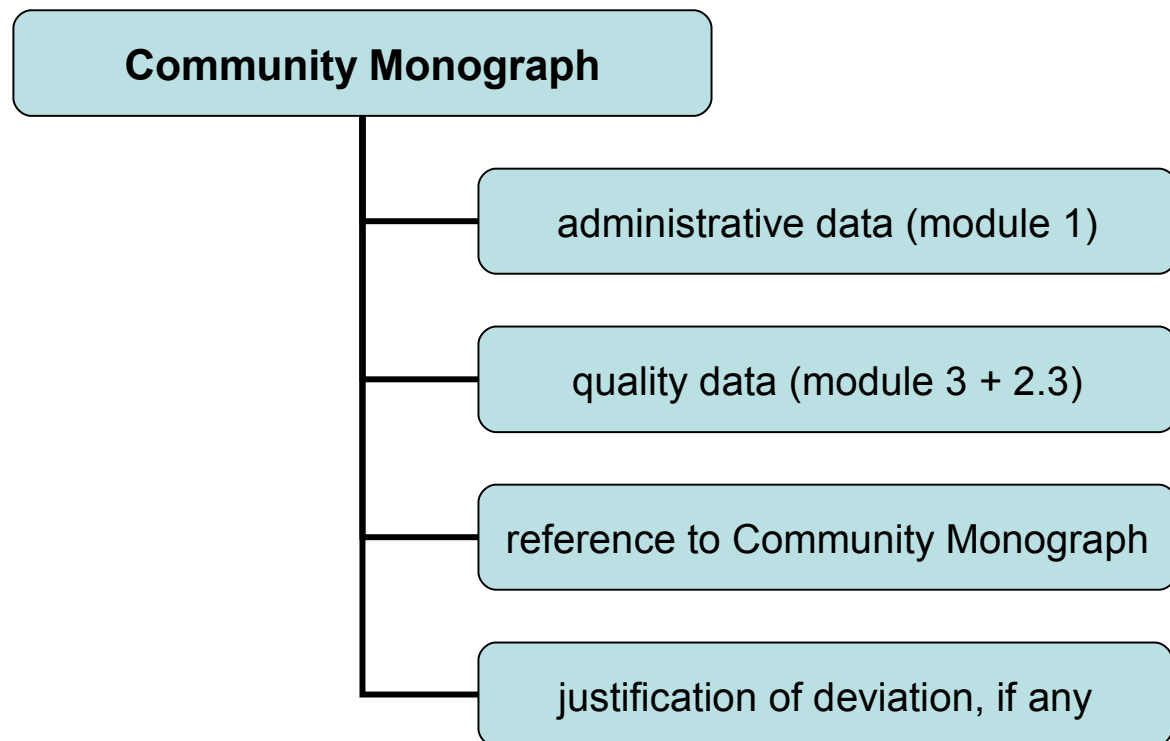 Community Monograph
administrative data (module 1)
quality data (module 3 + 2.3)
reference to Community Monograph
justification of deviation, if any